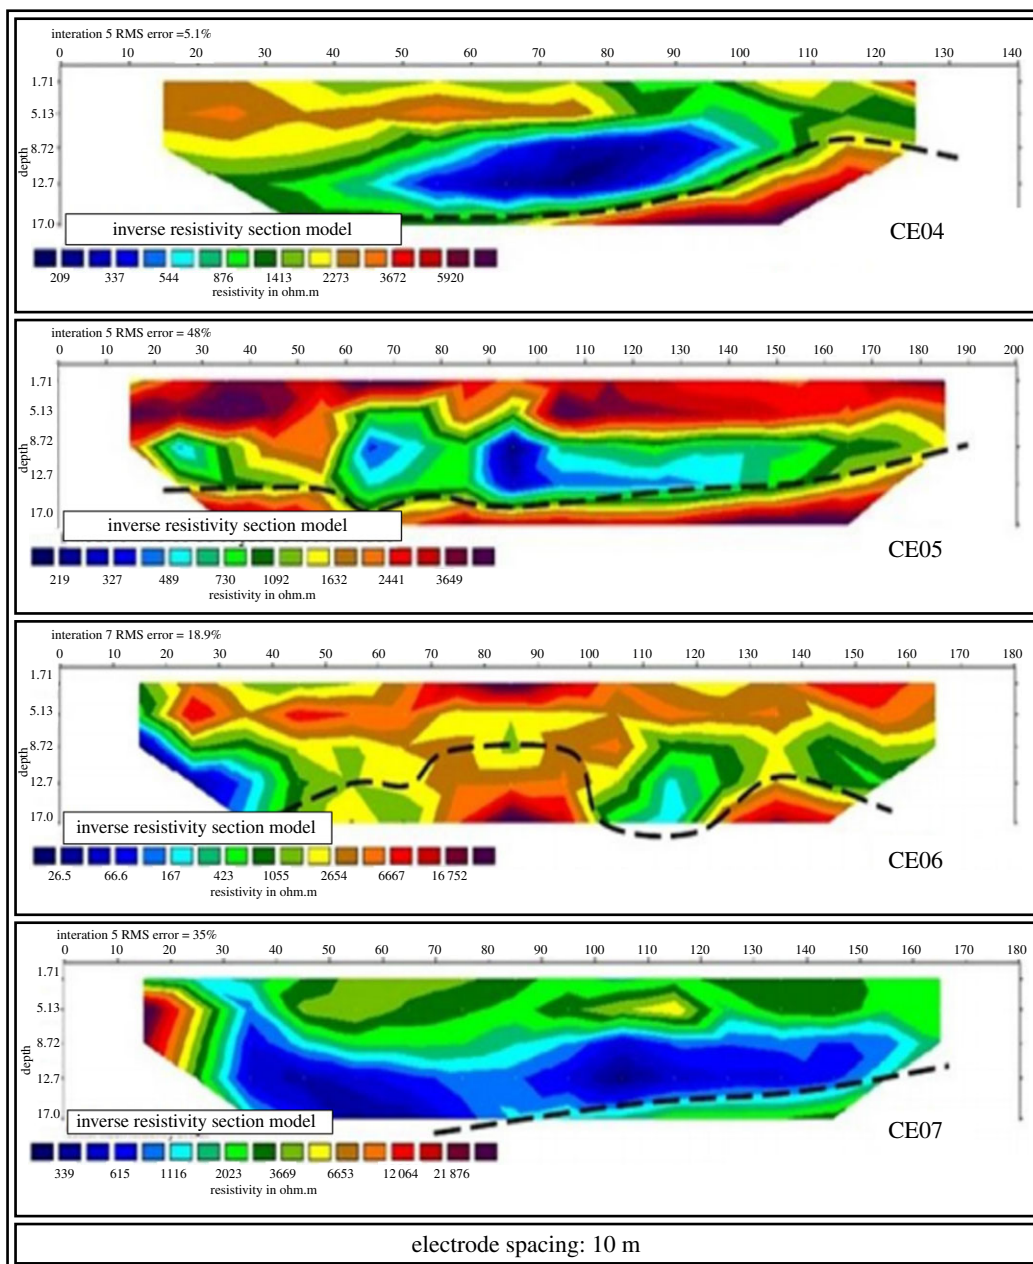 interation 5 RMS error =5.1%
0 10 20 30 40 50 60 70 80 90 100 110 120 130 140
1.71
5.13
8.72
12.7
17.0
depth
inverse resistivity section model
CE04
209 337 544 876 1413 2273 3672 5920
resistivity in ohm.m
interation 5 RMS error = 48%
0 10 20 30 40 50 60 70 80 90 100 110 120 130 140 150 160 170 180 190 200
1.71
5.13
8.72
12.7
17.0
depth
inverse resistivity section model
CE05
219 327 489 730 1092 1632 2441 3649
resistivity in ohm.m
interation 7 RMS error = 18.9%
0 10 20 30 40 50 60 70 80 90 100 110 120 130 140 150 160 170 180
1.71
5.13
8.72
12.7
17.0
inverse resistivity section model
CE06
26.5 66.6 167 423 1055 2654 6667 16 752
resistivity in ohm.m
interation 5 RMS error = 35%
0 10 20 30 40 50 60 70 80 90 100 110 120 130 140 150 160 170 180
1.71
5.13
8.72
12.7
17.0
depth
inverse resistivity section model
CE07
339 615 1116 2023 3669 6653 12 064 21 876
resistivity in ohm.m
electrode spacing: 10 m